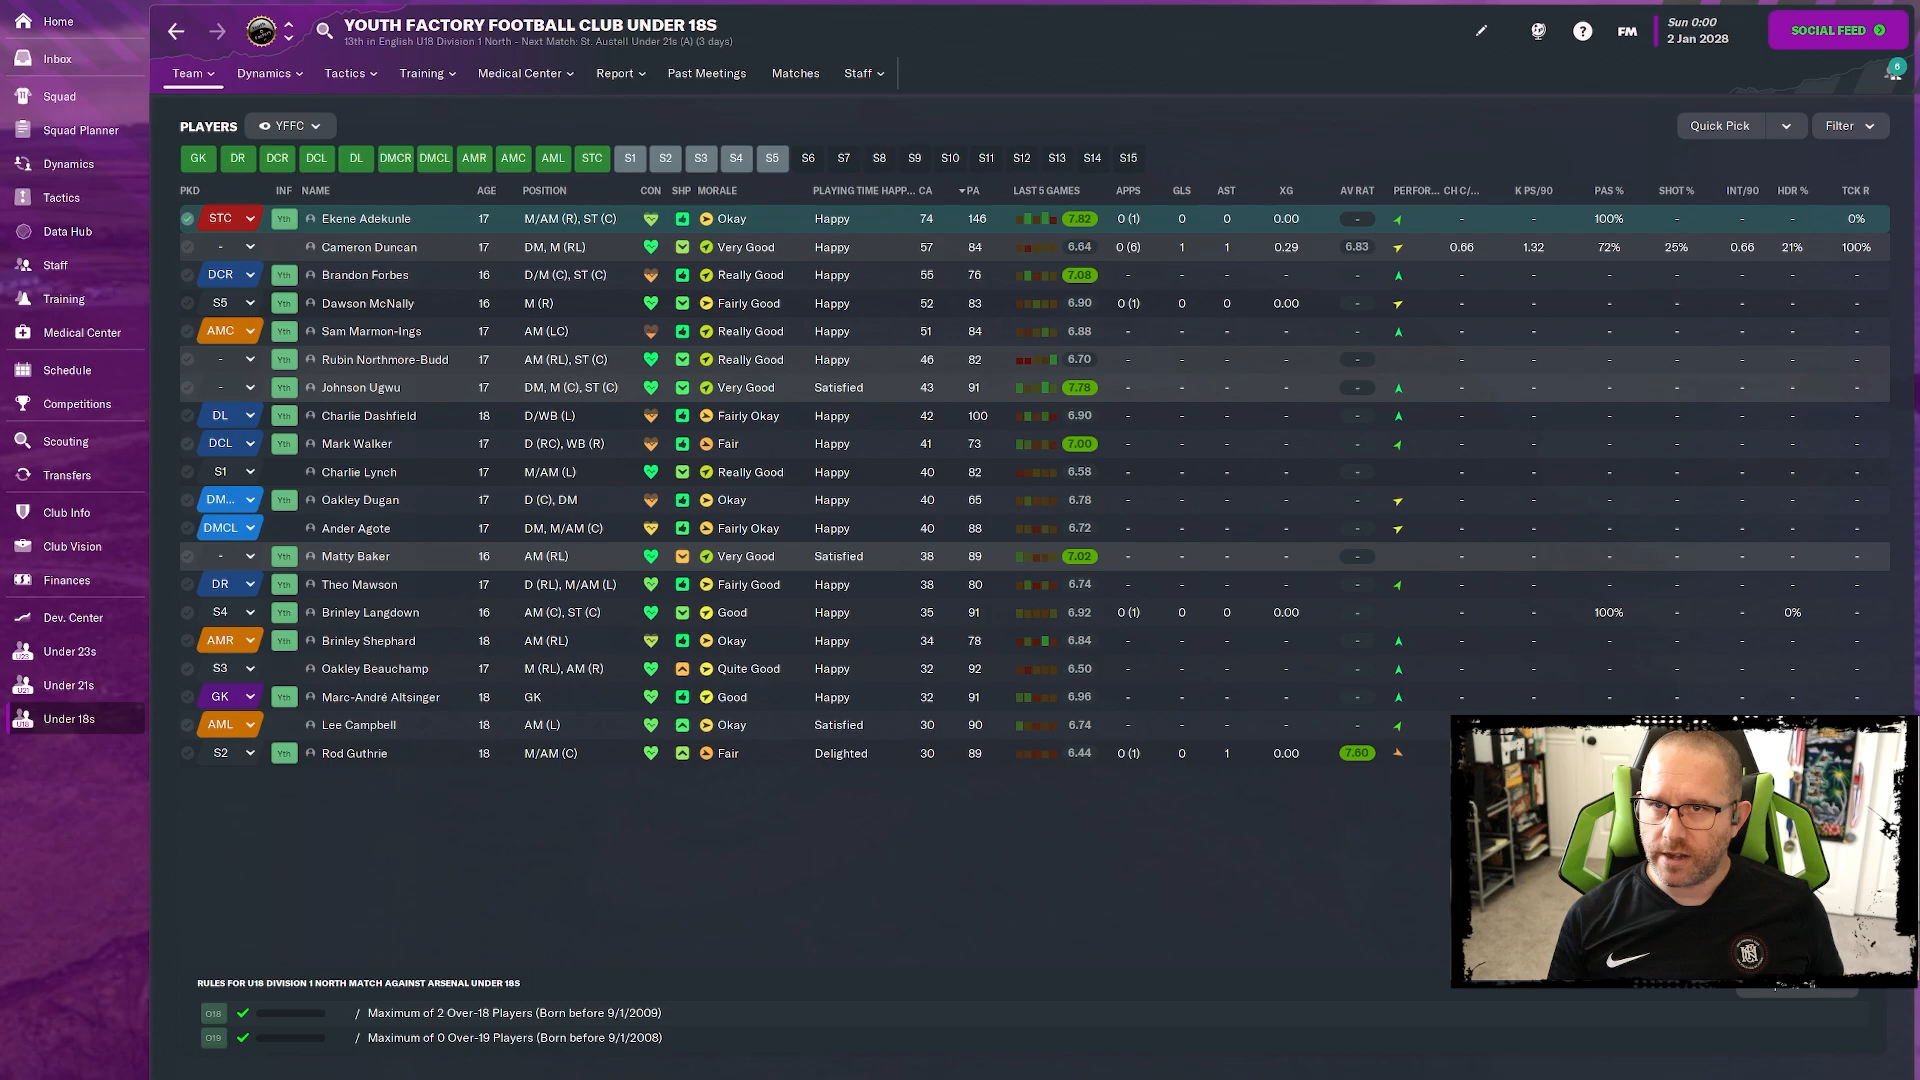 Home
Inbox
Squad
Squad Planner
Dynamics
Tactics
Data Hub
Staff
Training
Medical Center
Schedule
Competitions
Scouting
Transfers
Club Info
Club Vision
Finances
Dev. Center
Under 23s
Under 21s
Under 18s
YOUTH FACTORY FOOTBALL CLUB UNDER 18S
13th in English U18 Division 1 North - Next Match: St. Austell Under 21s (A) (3 days)
FM Sun 0:00 2 Jan 2028 SOCIAL FEED
6
Team Dynamics Tactics Training Medical Center Report Past Meetings Matches Staff
PLAYERS YFFC Quick Pick Filter
GK DR DCR DCL DL DMCR DMCL AMR AMC AML STC S1 S2 S3 S4 S5 S6 S7 S8 S9 S10 S11 S12 S13 S14 S15
PKD INF NAME AGE POSITION CON SHP MORALE PLAYING TIME HAPP... CA PA LAST 5 GAMES APPS GLS AST XG AV RAT PERFOR... CH C/... K PS/90 PAS % SHOT % INT/90 HDR % TCK R
STC Yth Ekene Adekunle 17 M/AM (R), ST (C) Okay Happy 74 146 7.82 0 (1) 0 0 0.00 - - - 100% - - - 0%
- Cameron Duncan 17 DM, M (RL) Very Good Happy 57 84 6.64 0 (6) 1 1 0.29 6.83 0.66 1.32 72% 25% 0.66 21% 100%
DCR Yth Brandon Forbes 16 D/M (C), ST (C) Really Good Happy 55 76 7.08 - - - - - - - - - - - -
S5 Yth Dawson McNally 16 M (R) Fairly Good Happy 52 83 6.90 0 (1) 0 0 0.00 - - - - - - - -
AMC Yth Sam Marmon-Ings 17 AM (LC) Really Good Happy 51 84 6.88 - - - - - - - - - - - -
- Yth Rubin Northmore-Budd 17 AM (RL), ST (C) Really Good Happy 46 82 6.70 - - - - - - - - - - - -
- Yth Johnson Ugwu 17 DM, M (C), ST (C) Very Good Satisfied 43 91 7.78 - - - - - - - - - - - -
DL Yth Charlie Dashfield 18 D/WB (L) Fairly Okay Happy 42 100 6.90 - - - - - - - - - - - -
DCL Yth Mark Walker 17 D (RC), WB (R) Fair Happy 41 73 7.00 - - - - - - - - - - - -
S1 Charlie Lynch 17 M/AM (L) Really Good Happy 40 82 6.58 - - - - - - - - - - - -
DM... Yth Oakley Dugan 17 D (C), DM Okay Happy 40 65 6.78 - - - - - - - - - - - -
DMCL Ander Agote 17 DM, M/AM (C) Fairly Okay Happy 40 88 6.72 - - - - - - - - - - - -
- Yth Matty Baker 16 AM (RL) Very Good Satisfied 38 89 7.02 - - - - - - - - - - - -
DR Yth Theo Mawson 17 D (RL), M/AM (L) Fairly Good Happy 38 80 6.74 - - - - - - - - - - - -
S4 Yth Brinley Langdown 16 AM (C), ST (C) Good Happy 35 91 6.92 0 (1) 0 0 0.00 - - - 100% - - 0% -
AMR Yth Brinley Shephard 18 AM (RL) Okay Happy 34 78 6.84 - - - - - - - - - - - -
S3 Oakley Beauchamp 17 M (RL), AM (R) Quite Good Happy 32 92 6.50 - - - - - - - - - - - -
GK Yth Marc-André Altsinger 18 GK Good Happy 32 91 6.96 - - - - - - - - - - - -
AML Lee Campbell 18 AM (L) Okay Satisfied 30 90 6.74 - - - - -
S2 Yth Rod Guthrie 18 M/AM (C) Fair Delighted 30 89 6.44 0 (1) 0 1 0.00 7.60
RULES FOR U18 DIVISION 1 NORTH MATCH AGAINST ARSENAL UNDER 18S
O18 / Maximum of 2 Over-18 Players (Born before 9/1/2009)
O19 / Maximum of 0 Over-19 Players (Born before 9/1/2008)